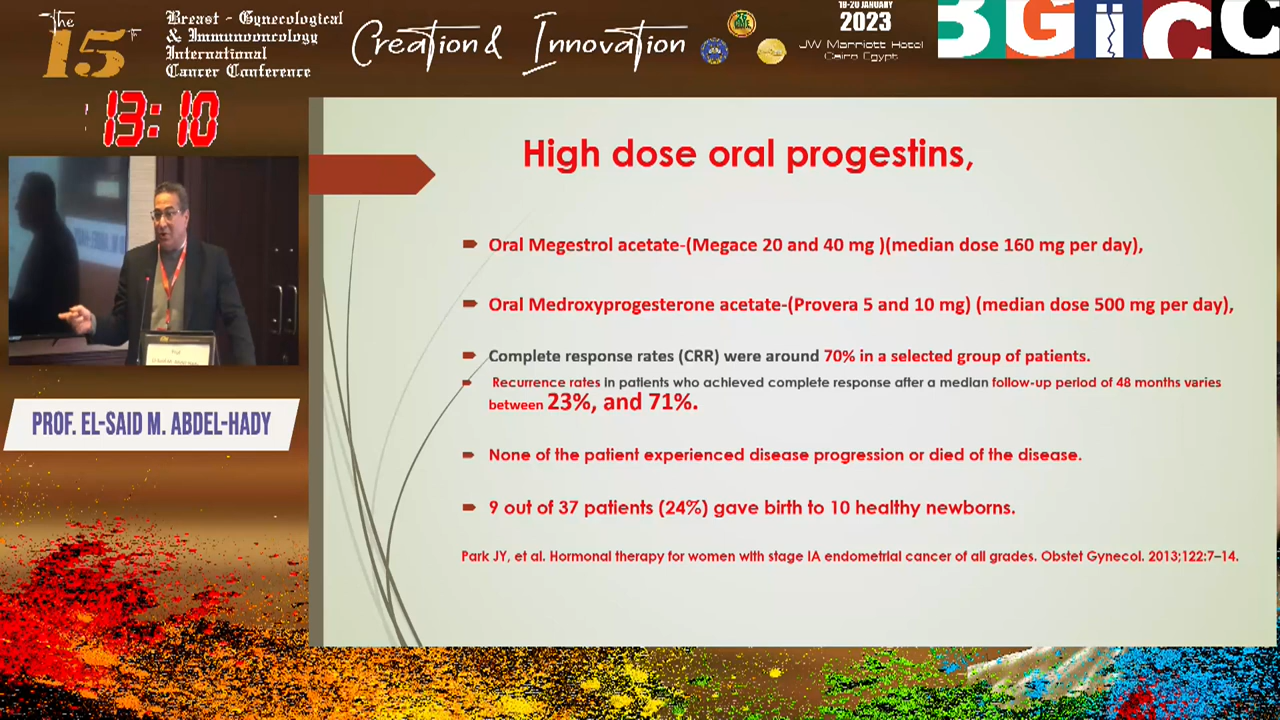 The
15
Breast - Gynecological
& Immunooncology
International
Cancer Conference
Creation & Innovation
18-20 JANUARY
2023
JW Marriott Hotel
Cairo Egypt
BGICC
13:10
PROF. EL-SAID M. ABDEL-HADY
High dose oral progestins,
Oral Megestrol acetate-(Megace 20 and 40 mg )(median dose 160 mg per day),
Oral Medroxyprogesterone acetate-(Provera 5 and 10 mg) (median dose 500 mg per day),
Complete response rates (CRR) were around 70% in a selected group of patients.
Recurrence rates in patients who achieved complete response after a median follow-up period of 48 months varies
between 23%, and 71%.
None of the patient experienced disease progression or died of the disease.
9 out of 37 patients (24%) gave birth to 10 healthy newborns.
Park JY, et al. Hormonal therapy for women with stage IA endometrial cancer of all grades. Obstet Gynecol. 2013;122:7–14.